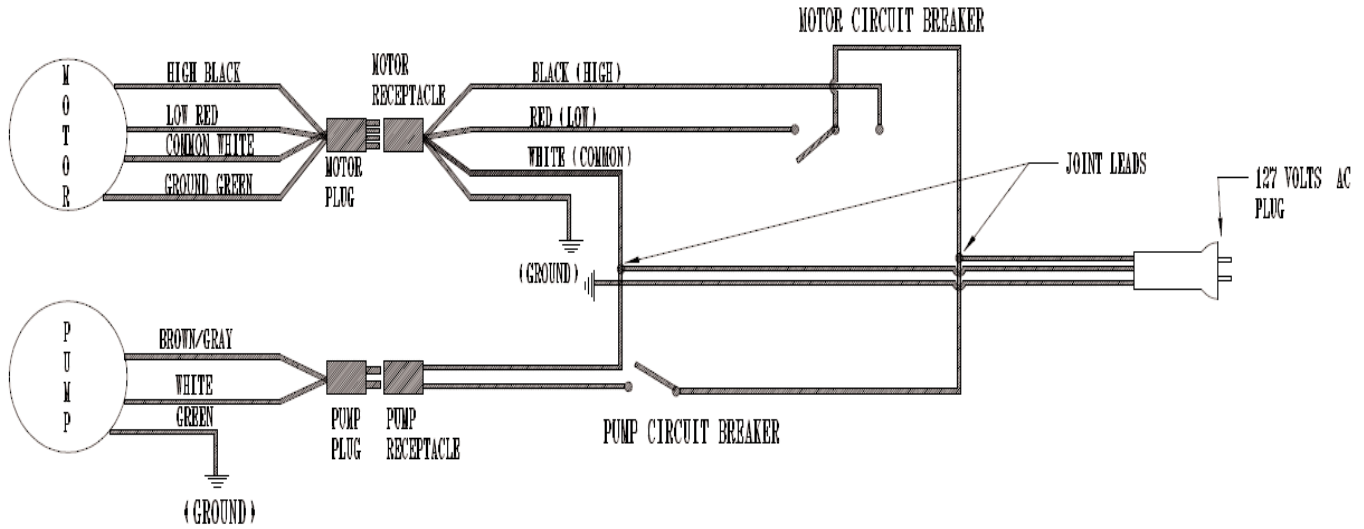 MOTOR CIRCUIT BREAKER
MOTOR
HIGH BLACK
LOW RED
COMMON WHITE
GROUND GREEN
MOTOR
PLUG
MOTOR
RECEPTACLE
BLACK (HIGH)
RED (LOW)
WHITE (COMMON)
(GROUND)
JOINT LEADS
127 VOLTS AC
PLUG
PUMP
BROWN/GRAY
WHITE
GREEN
(GROUND)
PUMP
PLUG
PUMP
RECEPTACLE
PUMP CIRCUIT BREAKER